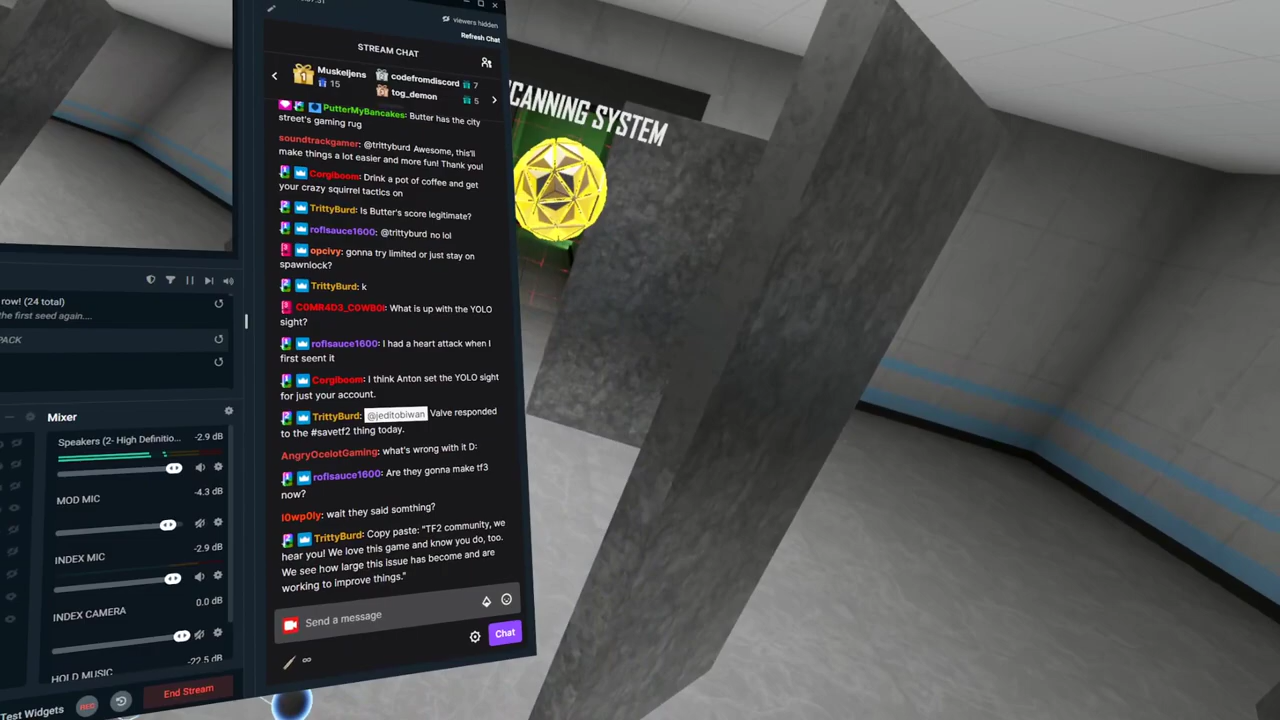 viewers hidden
Refresh Chat
STREAM CHAT
Muskeljens
15
codefromdiscord 7
tog_demon 5
PutterMyBancakes: Butter has the city
street's gaming rug
soundtrackgamer: @trittyburd Awesome, this'll
make things a lot easier and more fun! Thank you!
Corgiboom: Drink a pot of coffee and get
your crazy squirrel tactics on
TrittyBurd: Is Butter's score legitimate?
roflsauce1600: @trittyburd no lol
opcivy: gonna try limited or just stay on
spawnlock?
TrittyBurd: k
C0MR4D3_C0WB0I: What is up with the YOLO
sight?
roflsauce1600: I had a heart attack when I
first seent it
Corgiboom: I think Anton set the YOLO sight
for just your account.
TrittyBurd: @jeditobiwan Valve responded
to the #savetf2 thing today.
AngryOcelotGaming: what's wrong with it D:
roflsauce1600: Are they gonna make tf3
now?
l0wp0ly: wait they said somthing?
TrittyBurd: Copy paste: "TF2 community, we
hear you! We love this game and know you do, too.
We see how large this issue has become and are
working to improve things."
Send a message
Chat
CANNING SYSTEM
row! (24 total)
the first seed again....
PACK
Mixer
Speakers (2- High Definitio... -2.9 dB
MOD MIC -4.3 dB
INDEX MIC -2.9 dB
INDEX CAMERA 0.0 dB
HOLD MUSIC -22.5 dB
Test Widgets
REC
End Stream